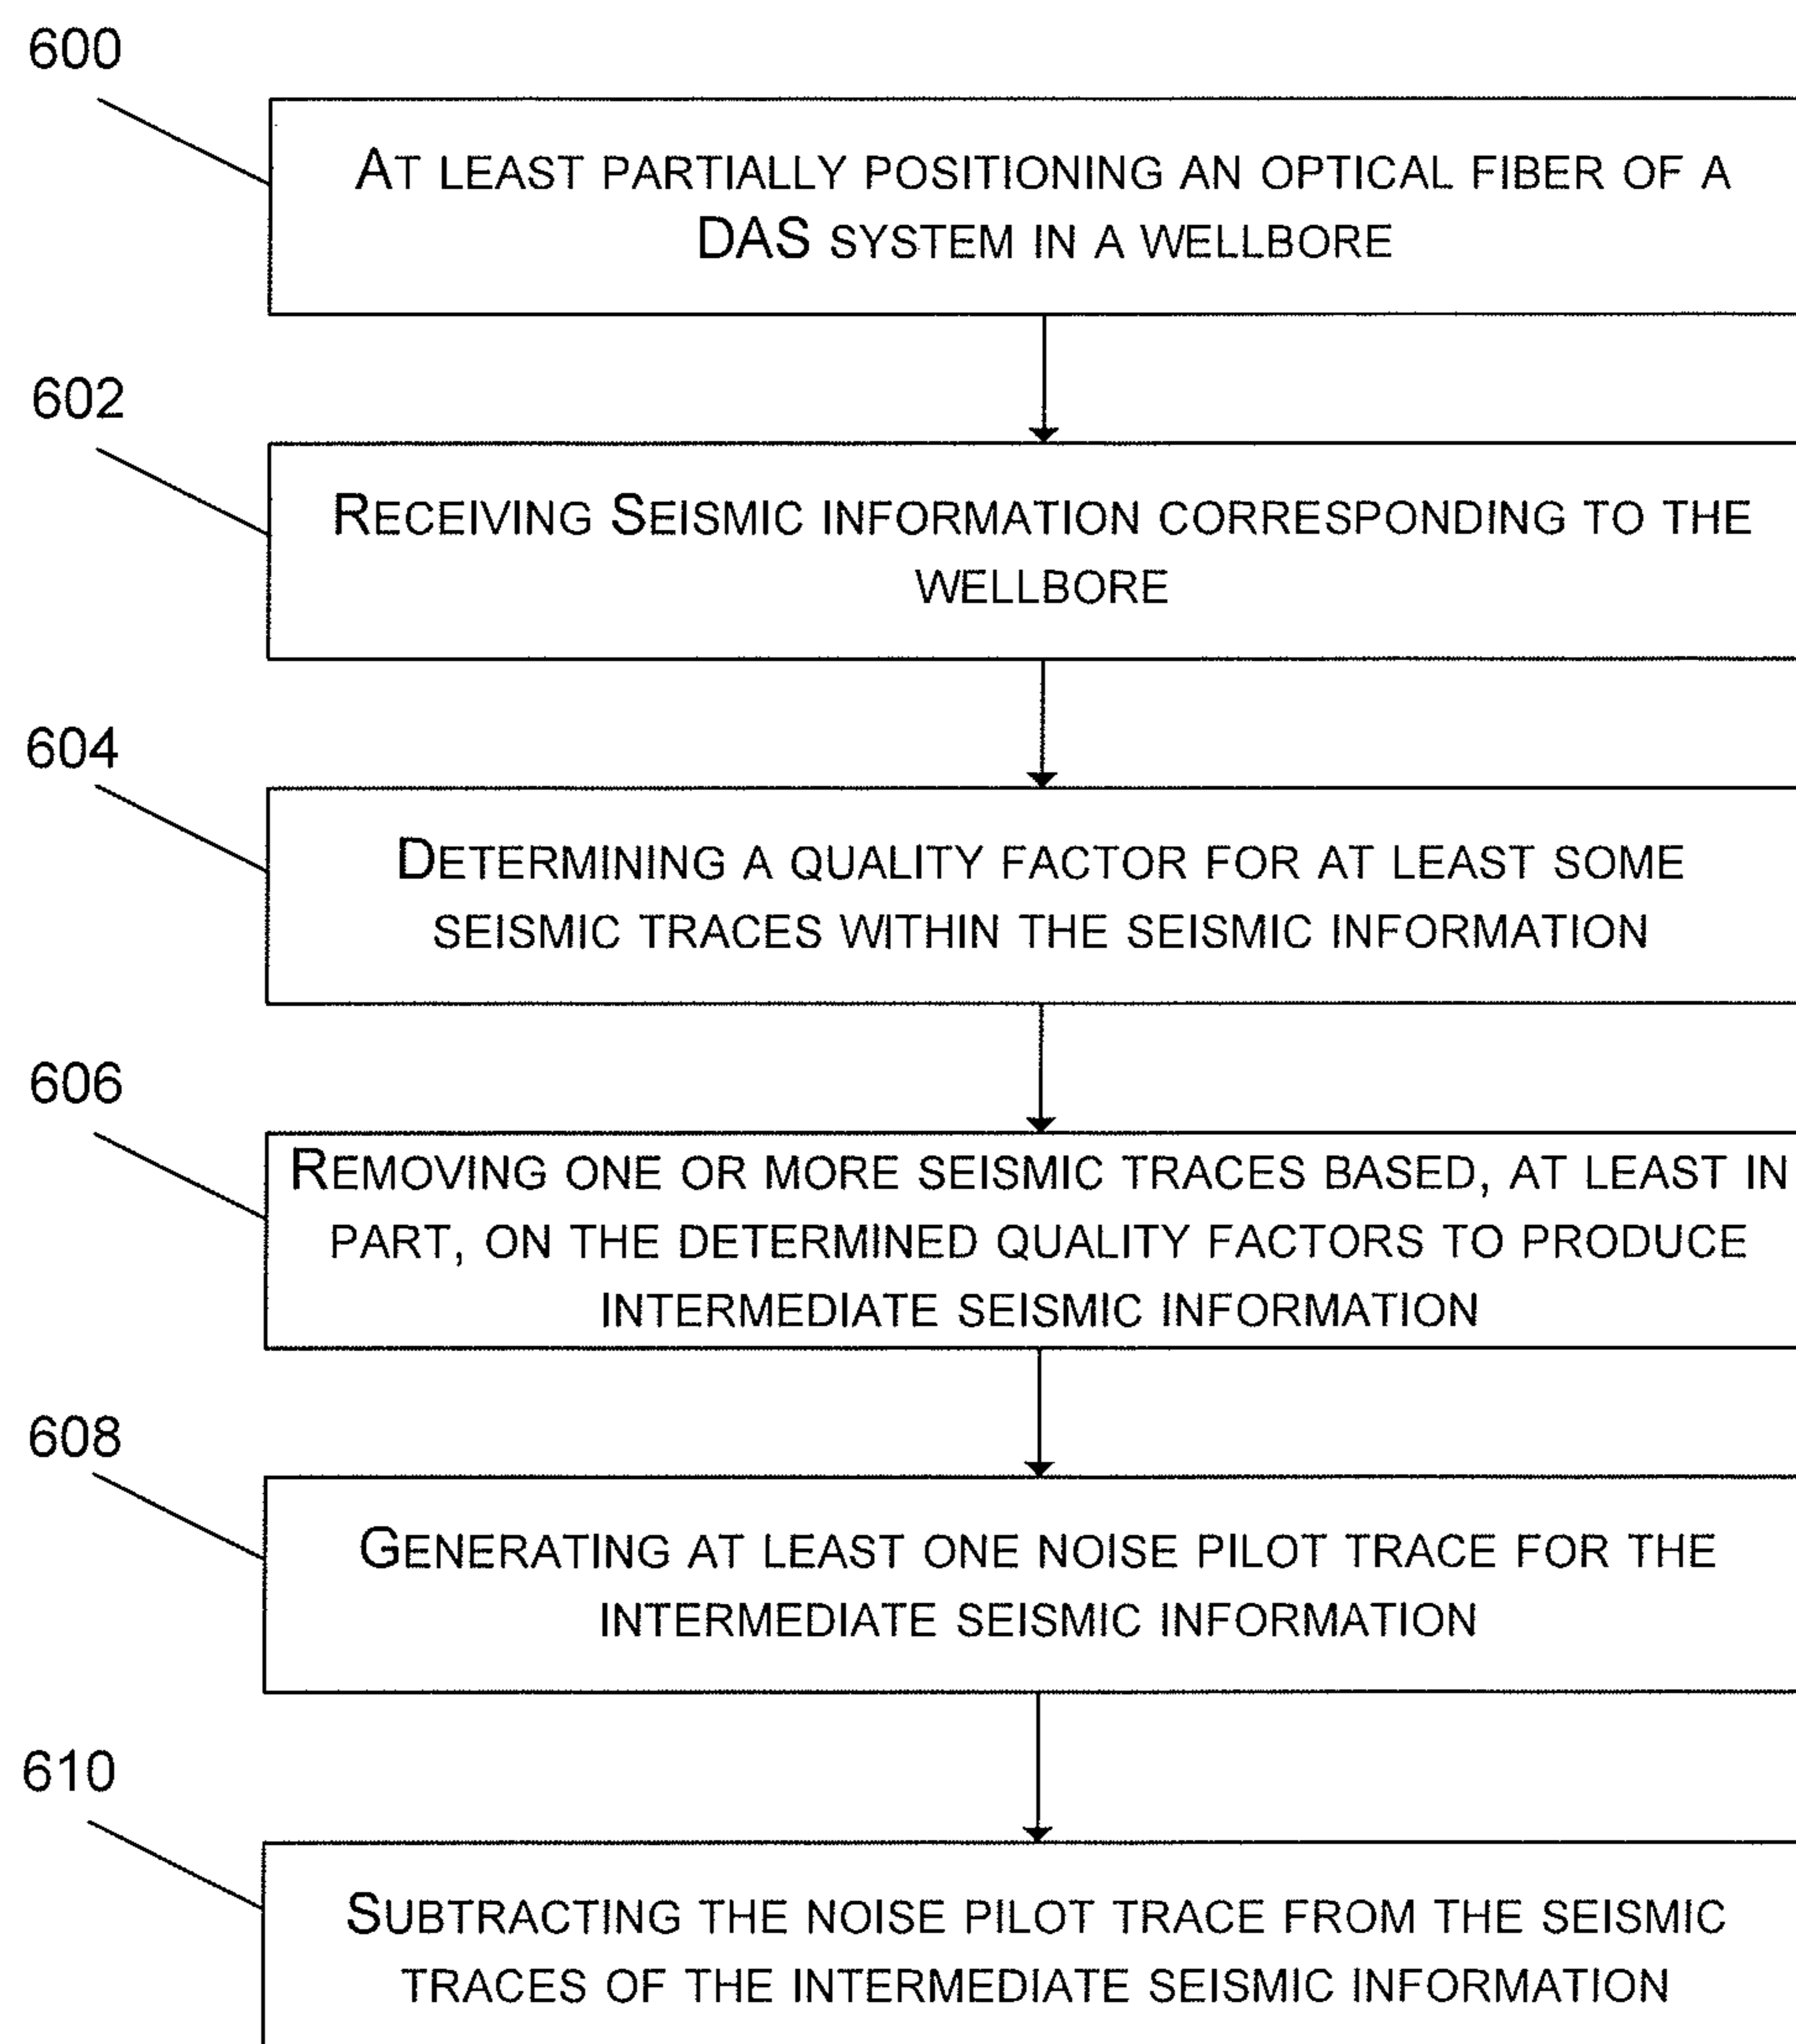 600
AT LEAST PARTIALLY POSITIONING AN OPTICAL FIBER OF A
DAS SYSTEM IN A WELLBORE
602
RECEIVING SEISMIC INFORMATION CORRESPONDING TO THE
WELLBORE
604
DETERMINING A QUALITY FACTOR FOR AT LEAST SOME
SEISMIC TRACES WITHIN THE SEISMIC INFORMATION
606
REMOVING ONE OR MORE SEISMIC TRACES BASED, AT LEAST IN
PART, ON THE DETERMINED QUALITY FACTORS TO PRODUCE
INTERMEDIATE SEISMIC INFORMATION
608
GENERATING AT LEAST ONE NOISE PILOT TRACE FOR THE
INTERMEDIATE SEISMIC INFORMATION
610
SUBTRACTING THE NOISE PILOT TRACE FROM THE SEISMIC
TRACES OF THE INTERMEDIATE SEISMIC INFORMATION